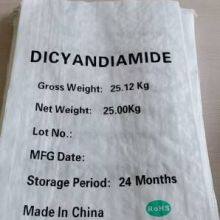 DICYANDIAMIDE
Gross Weight: 25.12 Kg
Net Weight: 25.00Kg
Lot No.:
MFG Date:
Storage Period: 24 Months
Made In China
RoHS